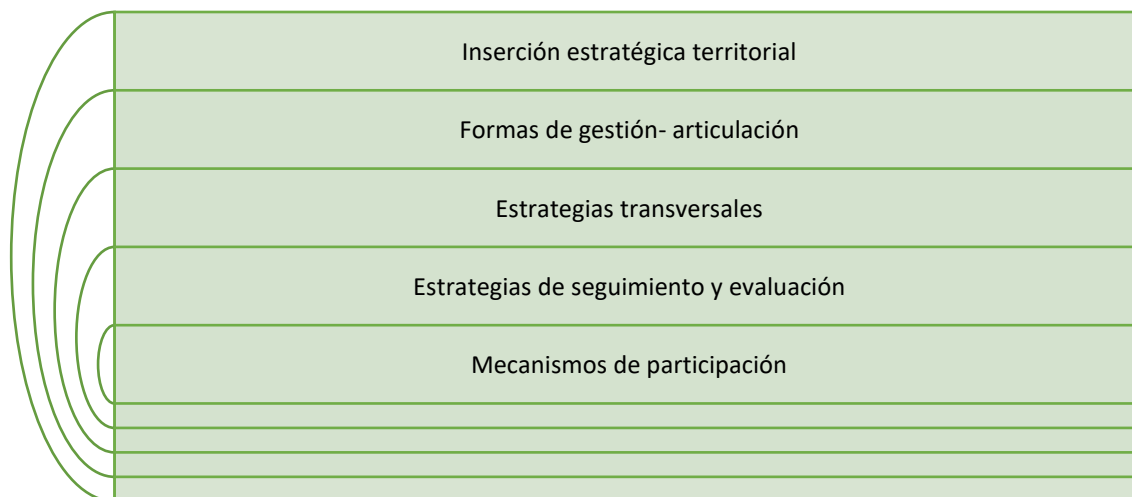 Inserción estratégica territorial
Formas de gestión- articulación
Estrategias transversales
Estrategias de seguimiento y evaluación
Mecanismos de participación